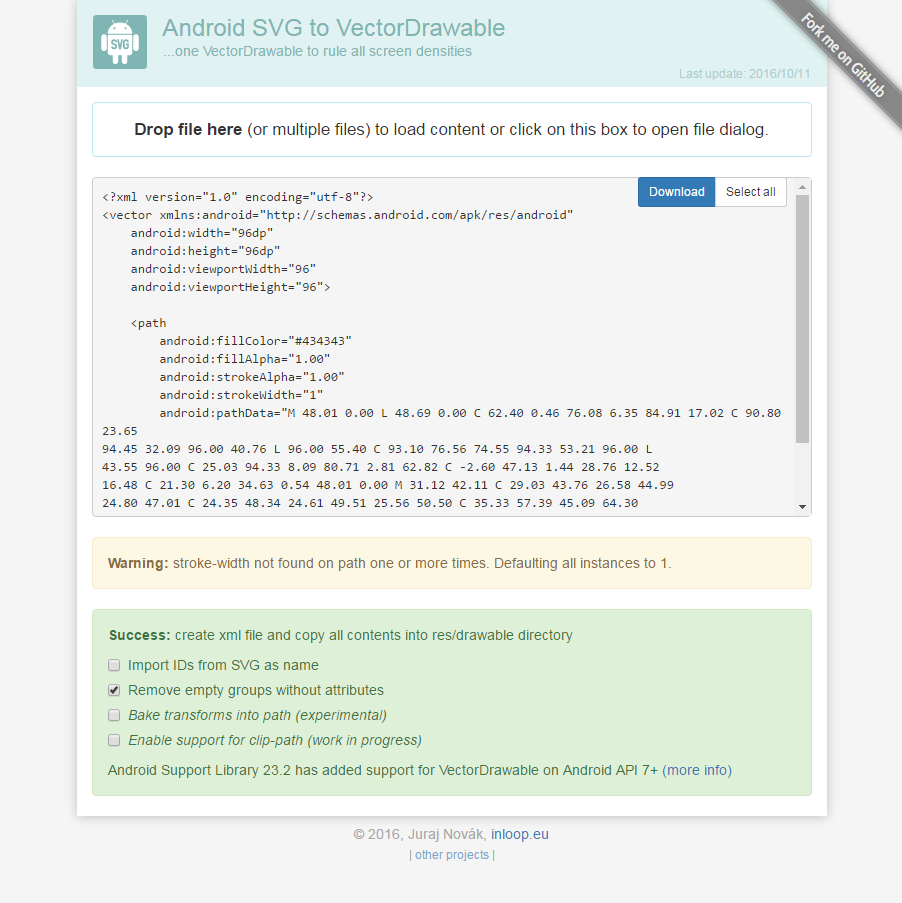 SVG
Android SVG to VectorDrawable
...one VectorDrawable to rule all screen densities
Last update: 2016/10/11
Fork me on GitHub
Drop file here (or multiple files) to load content or click on this box to open file dialog.
Download Select all
<?xml version="1.0" encoding="utf-8"?>
<vector xmlns:android="http://schemas.android.com/apk/res/android"
    android:width="96dp"
    android:height="96dp"
    android:viewportWidth="96"
    android:viewportHeight="96">
    <path
        android:fillColor="#434343"
        android:fillAlpha="1.00"
        android:strokeAlpha="1.00"
        android:strokeWidth="1"
        android:pathData="M 48.01 0.00 L 48.69 0.00 C 62.40 0.46 76.08 6.35 84.91 17.02 C 90.80
23.65
94.45 32.09 96.00 40.76 L 96.00 55.40 C 93.10 76.56 74.55 94.33 53.21 96.00 L
43.55 96.00 C 25.03 94.33 8.09 80.71 2.81 62.82 C -2.60 47.13 1.44 28.76 12.52
16.48 C 21.30 6.20 34.63 0.54 48.01 0.00 M 31.12 42.11 C 29.03 43.76 26.58 44.99
24.80 47.01 C 24.35 48.34 24.61 49.51 25.56 50.50 C 35.33 57.39 45.09 64.30
Warning: stroke-width not found on path one or more times. Defaulting all instances to 1.
Success: create xml file and copy all contents into res/drawable directory
Import IDs from SVG as name
Remove empty groups without attributes
Bake transforms into path (experimental)
Enable support for clip-path (work in progress)
Android Support Library 23.2 has added support for VectorDrawable on Android API 7+ (more info)
© 2016, Juraj Novák, inloop.eu
| other projects |